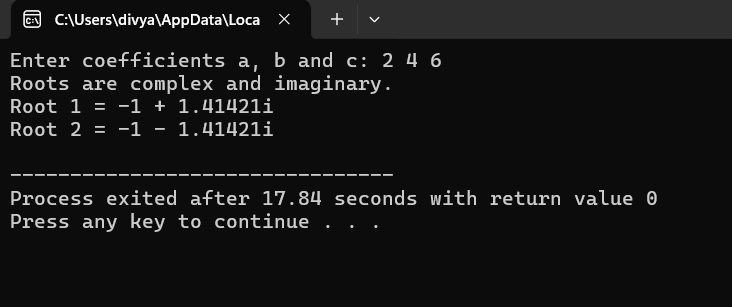 C:\Users\divya\AppData\Loca
Enter coefficients a, b and c: 2 4 6
Roots are complex and imaginary.
Root 1 = -1 + 1.41421i
Root 2 = -1 - 1.41421i
--------------------------------
Process exited after 17.84 seconds with return value 0
Press any key to continue . . .